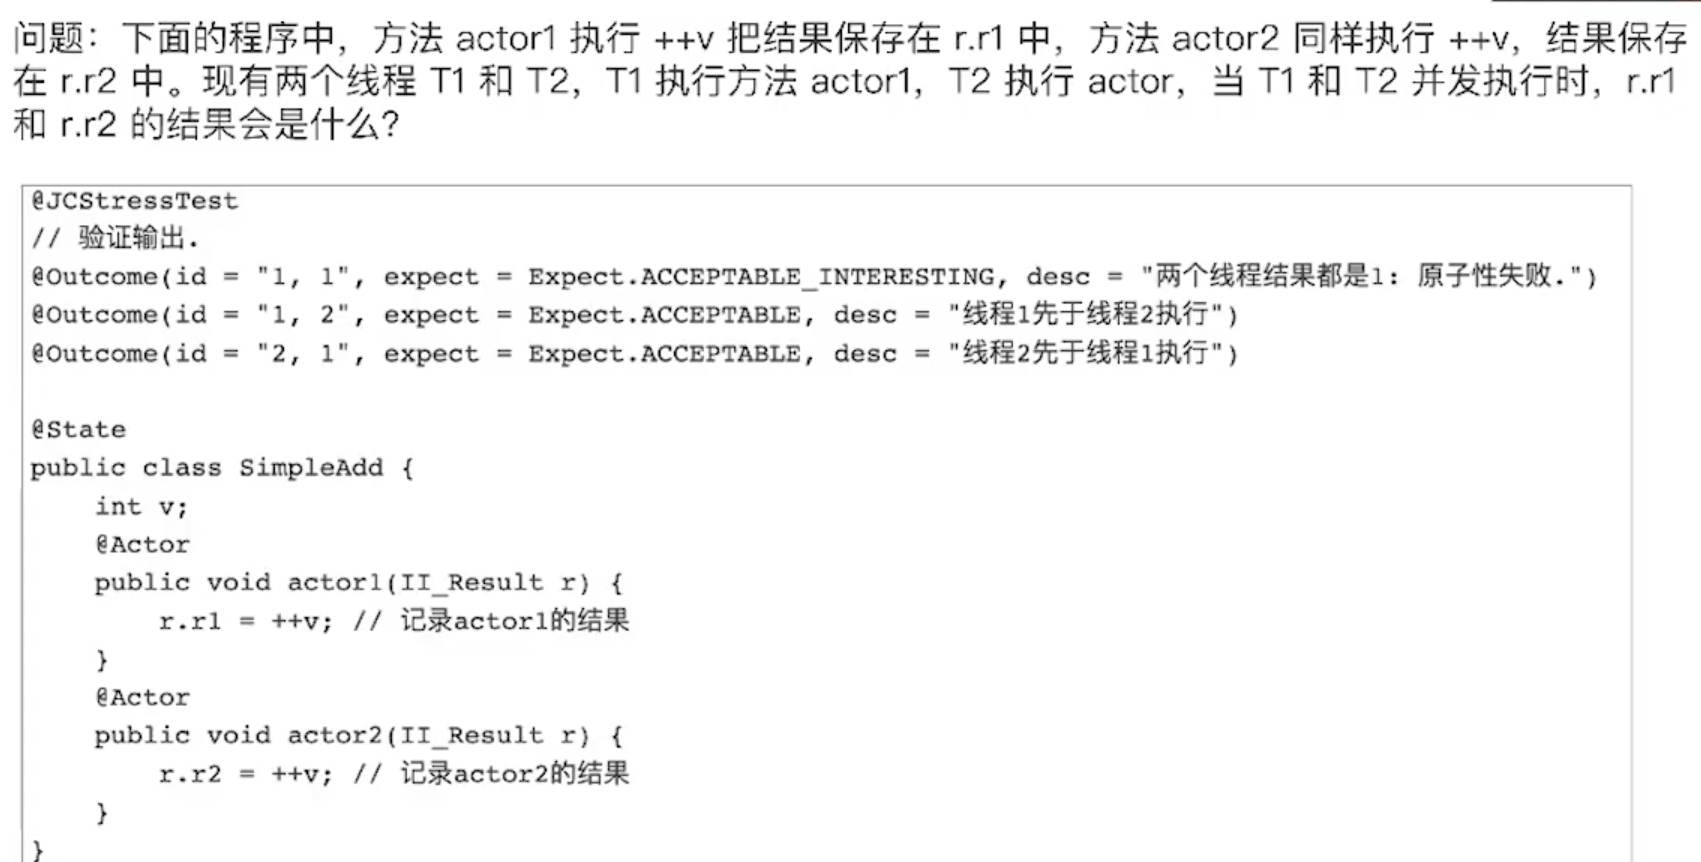 问题：下面的程序中，方法 actor1 执行 ++v 把结果保存在 r.r1 中，方法 actor2 同样执行 ++v，结果保存
在 r.r2 中。现有两个线程 T1 和 T2，T1 执行方法 actor1，T2 执行 actor，当 T1 和 T2 并发执行时，r.r1
和 r.r2 的结果会是什么？
@JCStressTest
// 验证输出.
@Outcome(id = "1, 1", expect = Expect.ACCEPTABLE_INTERESTING, desc = "两个线程结果都是1: 原子性失败.")
@Outcome(id = "1, 2", expect = Expect.ACCEPTABLE, desc = "线程1先于线程2执行")
@Outcome(id = "2, 1", expect = Expect.ACCEPTABLE, desc = "线程2先于线程1执行")
@State
public class SimpleAdd {
    int v;
    @Actor
    public void actor1(II_Result r) {
        r.r1 = ++v; // 记录actor1的结果
    }
    @Actor
    public void actor2(II_Result r) {
        r.r2 = ++v; // 记录actor2的结果
    }
}